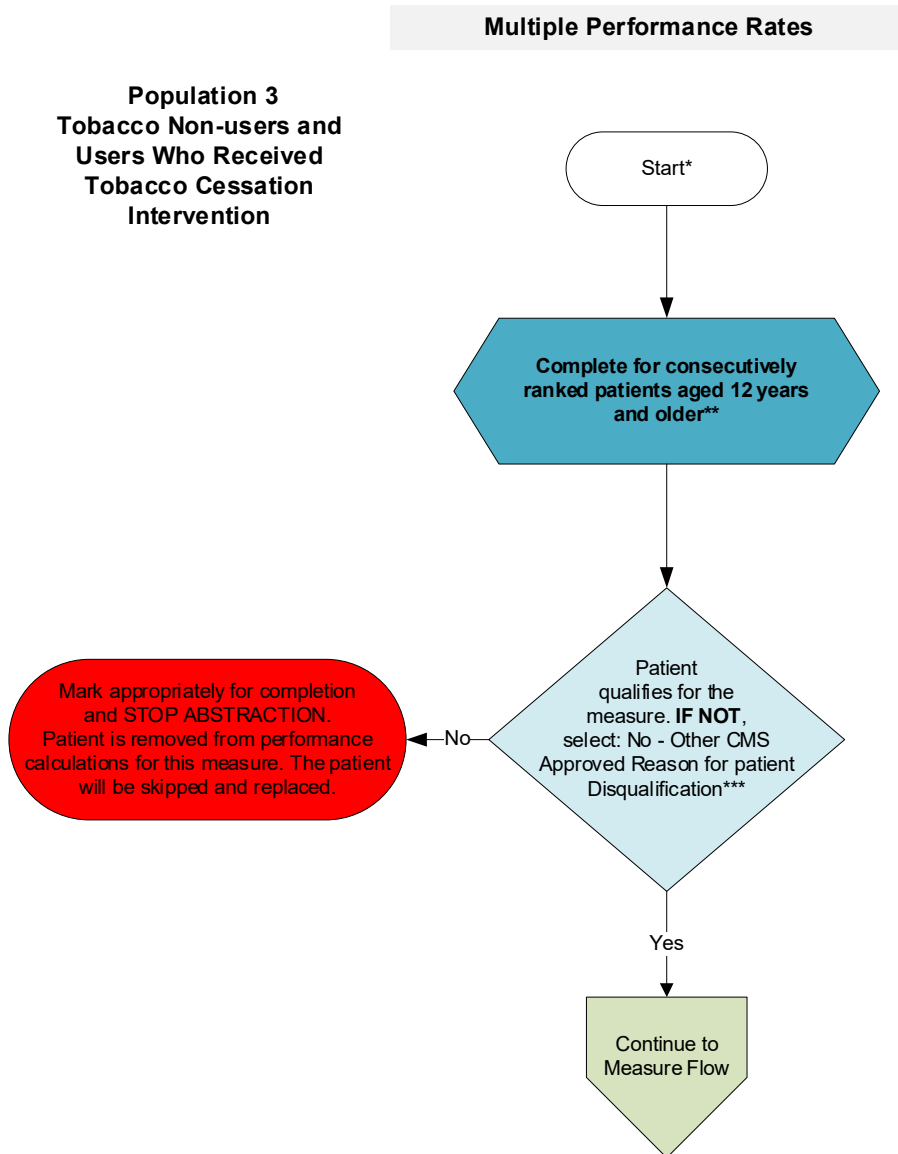 Multiple Performance Rates
Population 3
Tobacco Non-users and
Users Who Received
Tobacco Cessation
Intervention
Start*
Complete for consecutively
ranked patients aged 12 years
and older**
Patient
qualifies for the
measure. IF NOT,
select: No - Other CMS
Approved Reason for patient
Disqualification***
No
Mark appropriately for completion
and STOP ABSTRACTION.
Patient is removed from performance
calculations for this measure. The patient
will be skipped and replaced.
Yes
Continue to
Measure Flow